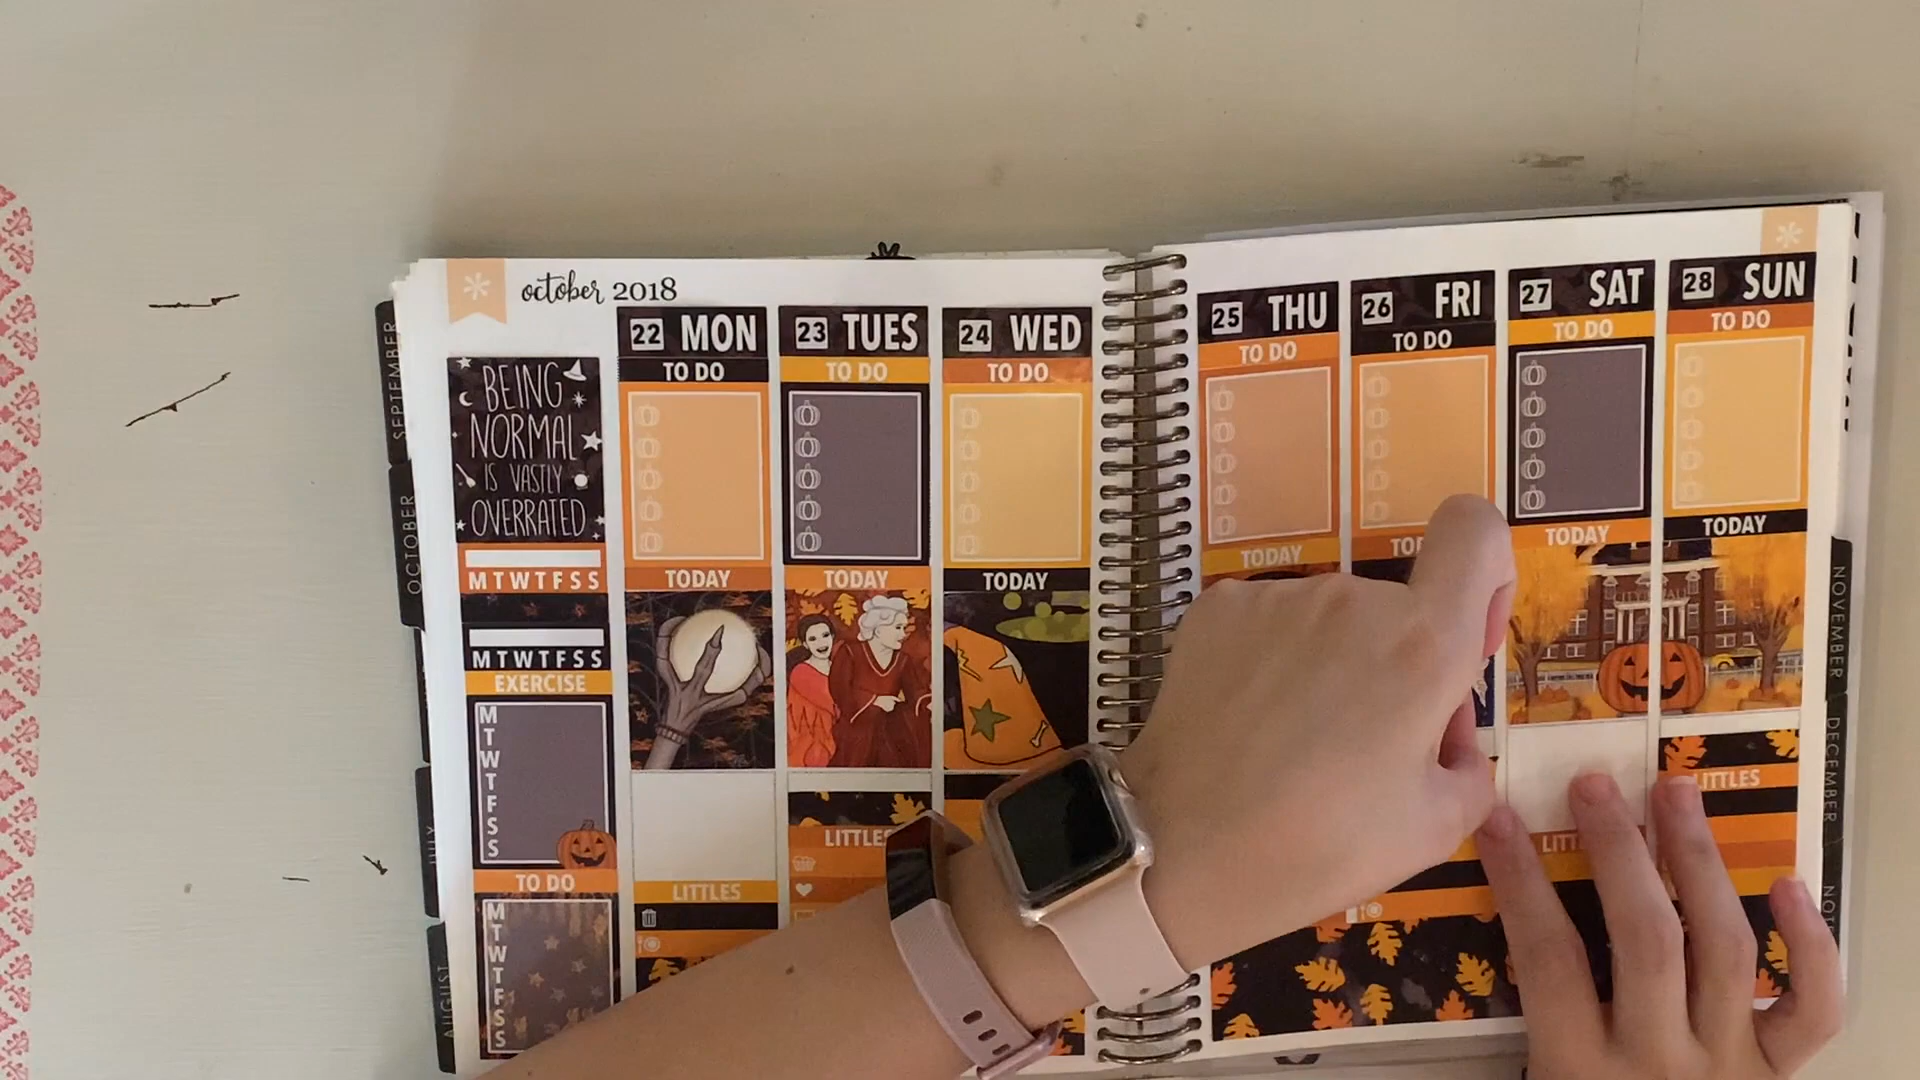 october 2018
BEING
NORMAL
IS VASTLY
OVERRATED
M T W T F S S
M T W T F S S
EXERCISE
M
T
W
T
F
S
S
TO DO
M
T
W
T
F
S
S
22 MON
TO DO
TODAY
LITTLES
23 TUES
TO DO
TODAY
LITTLES
24 WED
TO DO
TODAY
25 THU
TO DO
TODAY
26 FRI
TO DO
27 SAT
TO DO
TODAY
28 SUN
TO DO
TODAY
LITTLES
SEPTEMBER
OCTOBER
JULY
AUGUST
NOVEMBER
DECEMBER